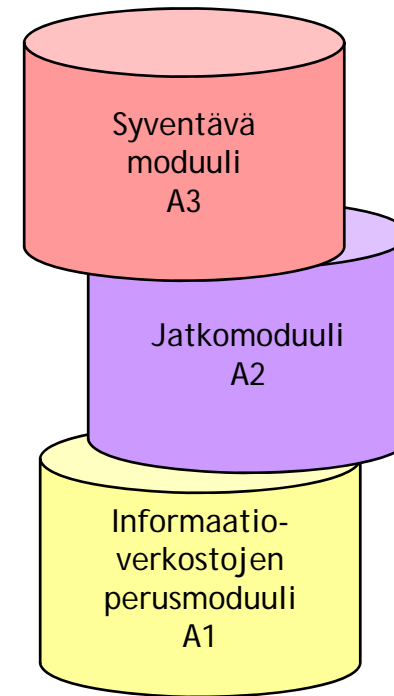 Syventävä
moduuli
A3
Jatkomoduuli
A2
Informaatio-
verkostojen
perusmoduuli
A1